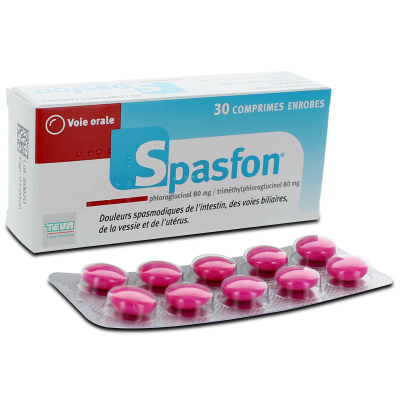 30 COMPRIMES ENROBES
Voie orale
Spasfon®
phloroglucinol 80 mg / triméthylphloroglucinol 80 mg
Douleurs spasmodiques de l'intestin, des voies biliaires,
de la vessie et de l'utérus.
TEVA